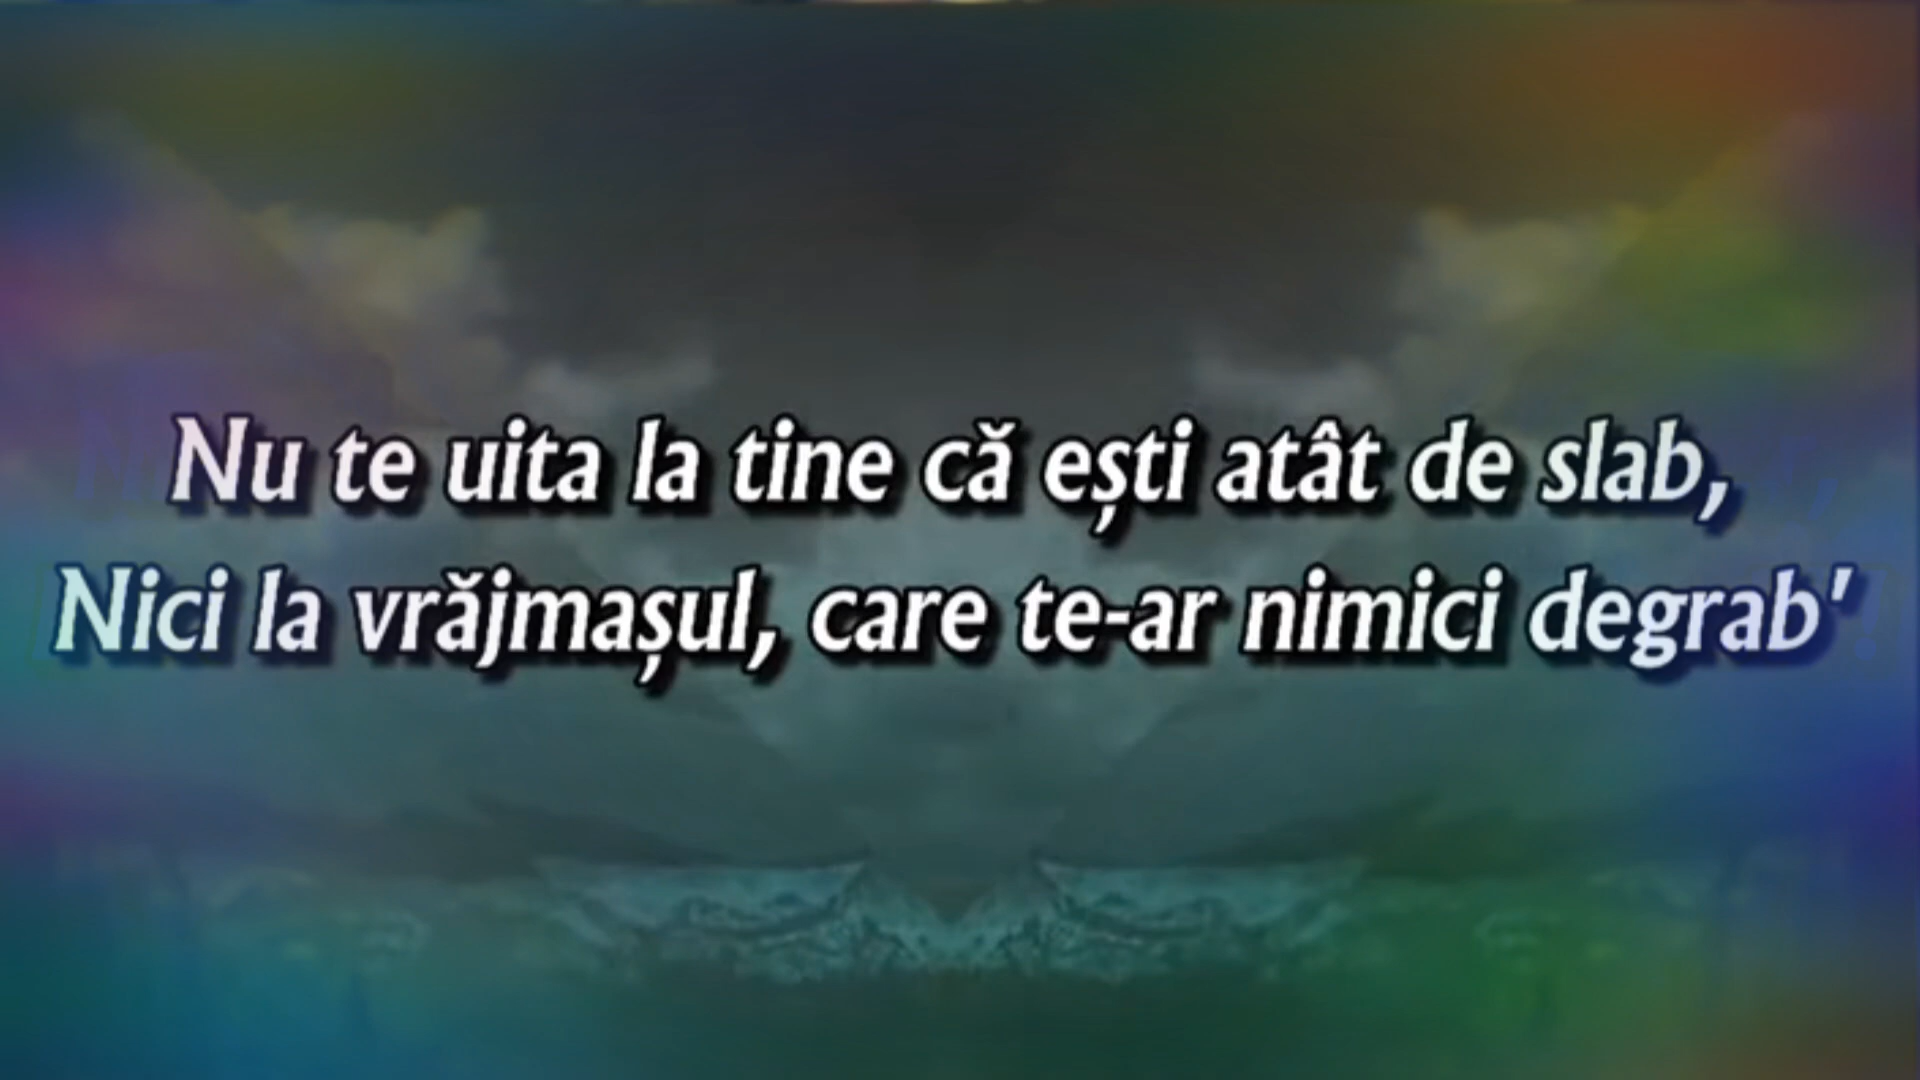 Nu te uita la tine că ești atât de slab,
Nici la vrăjmașul, care te-ar nimici degrab'